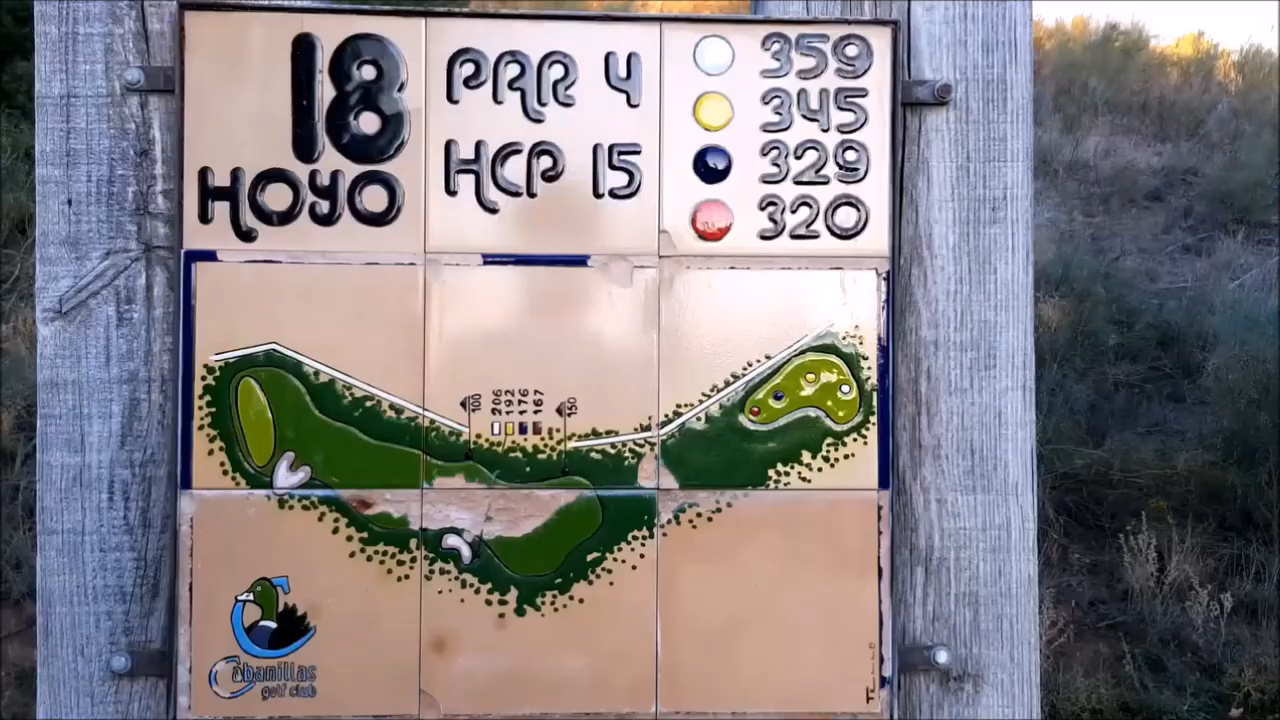 18
HOYO
PAR 4
HCP 15
359
345
329
320
100
206
192
176
167
150
Cabanillas
golf club